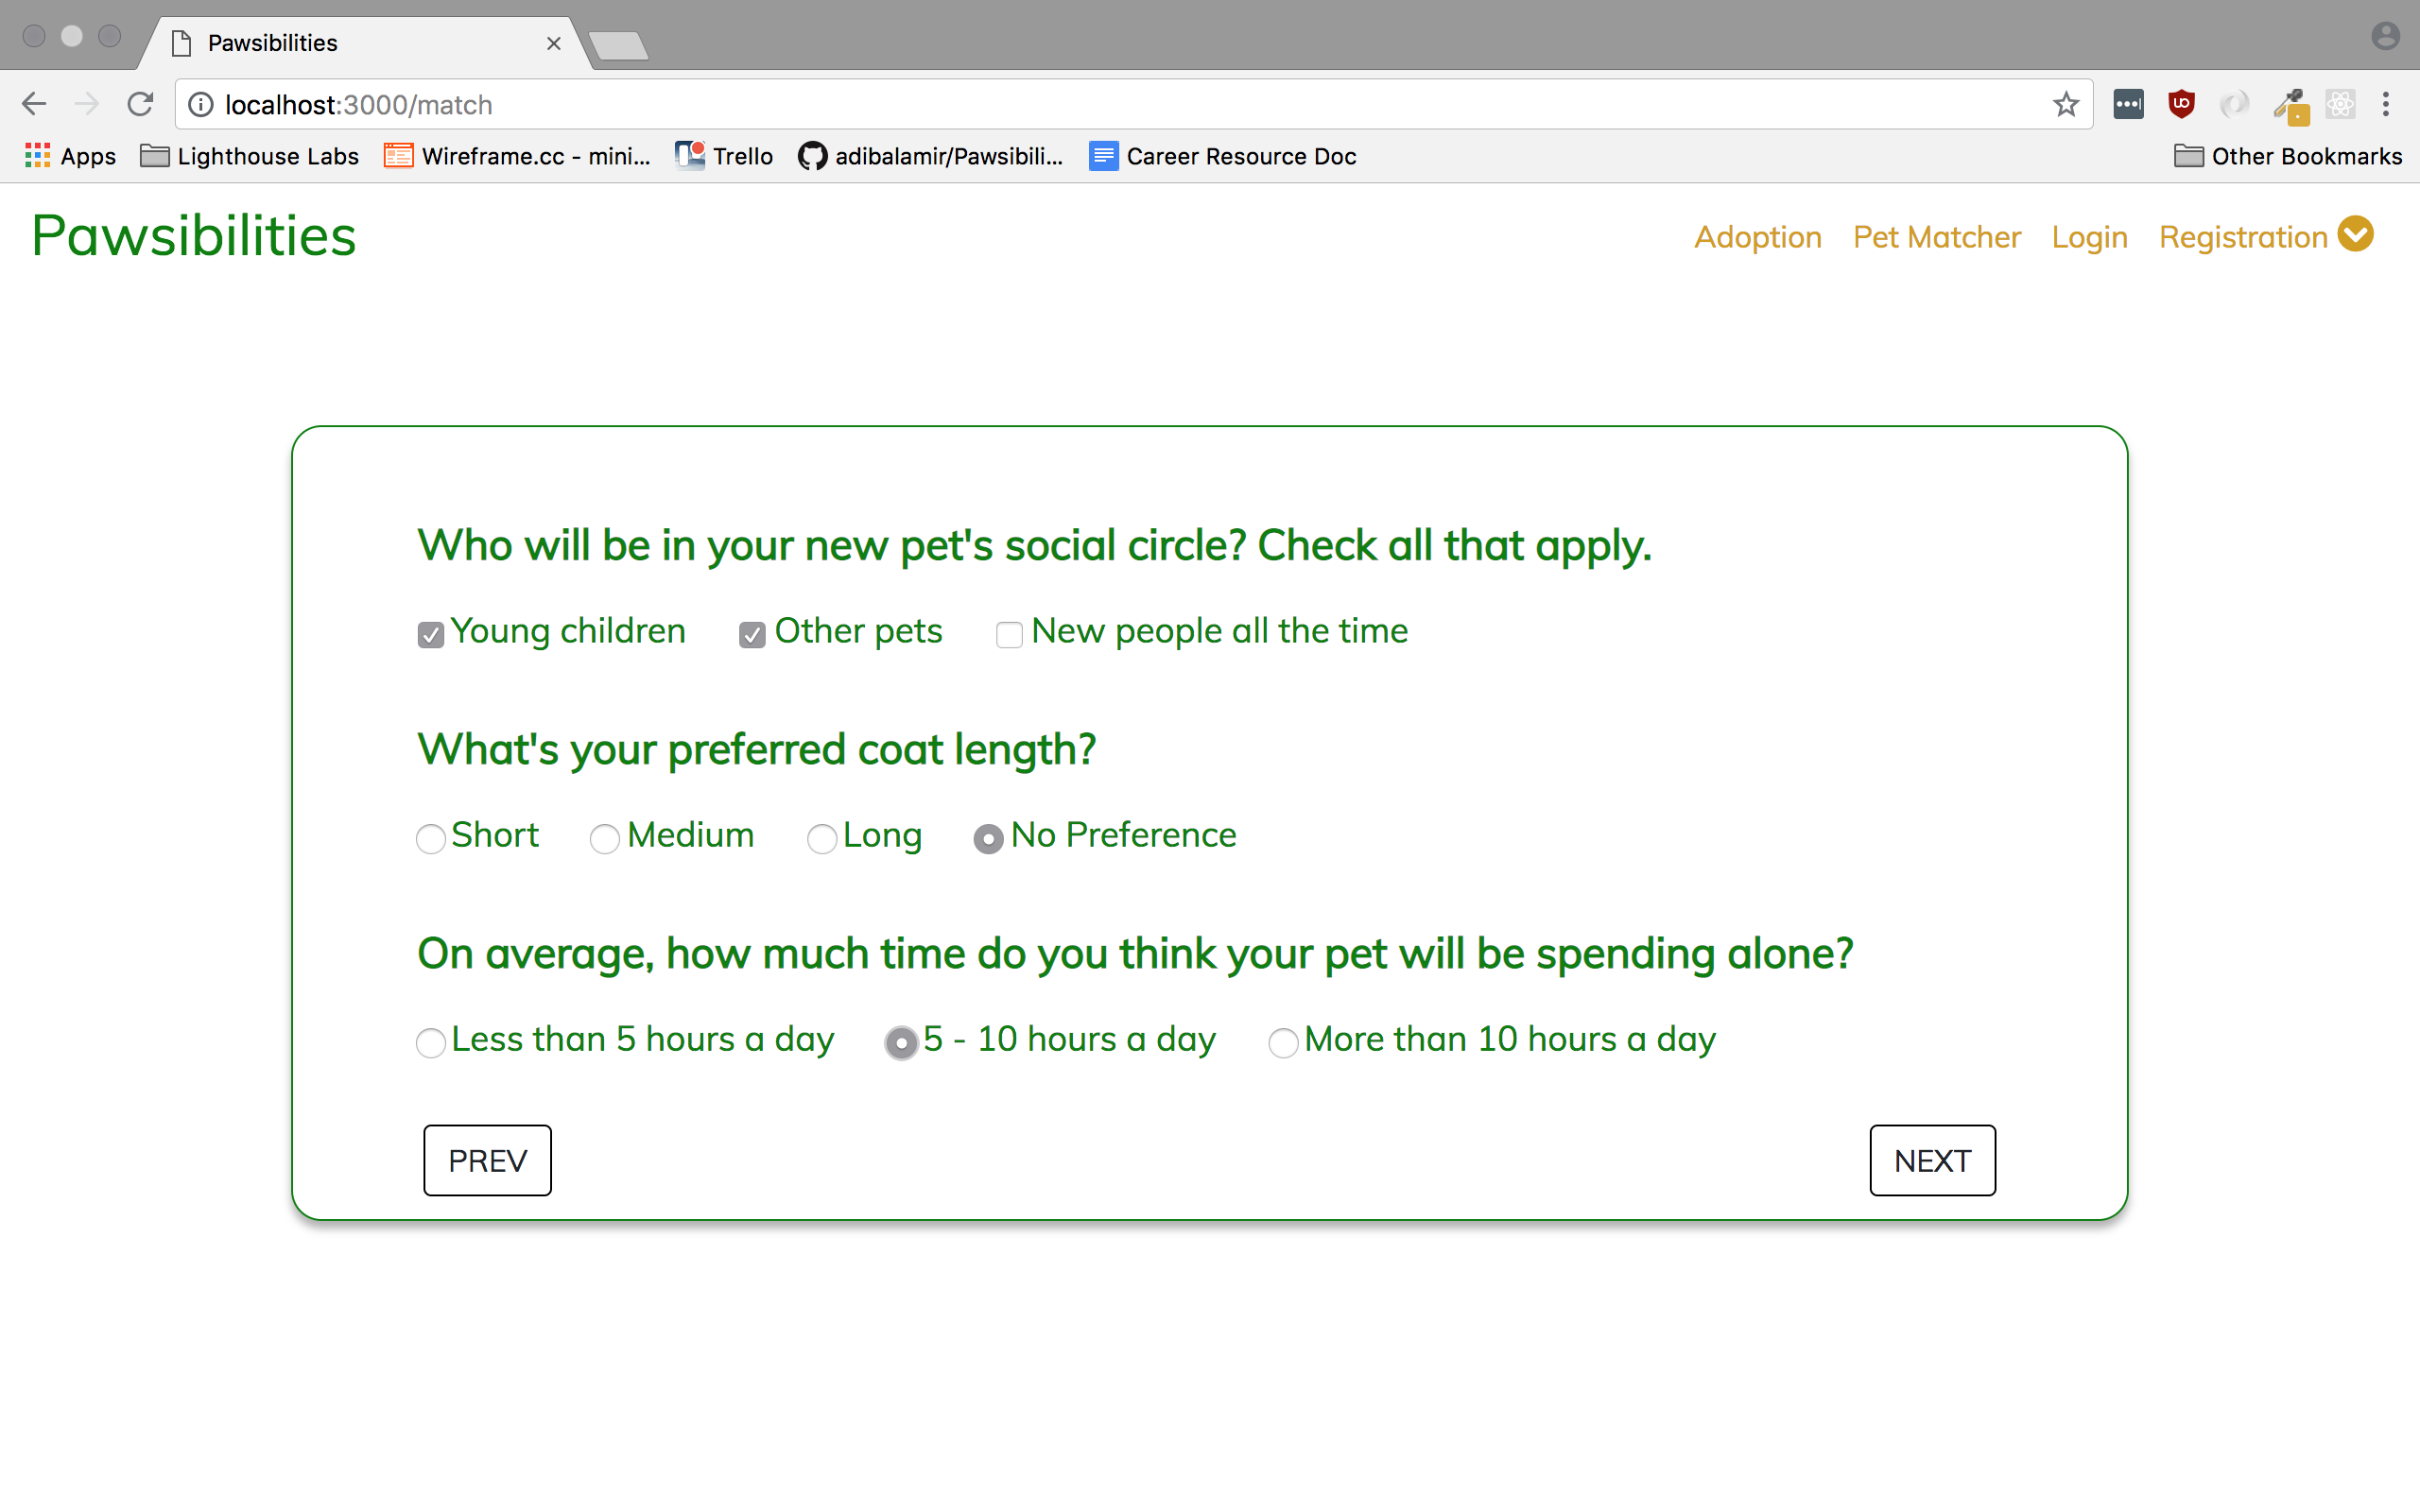 Pawsibilities
localhost:3000/match
Apps Lighthouse Labs Wireframe.cc - mini... Trello adibalamir/Pawsibili... Career Resource Doc Other Bookmarks
Pawsibilities Adoption Pet Matcher Login Registration
Who will be in your new pet's social circle? Check all that apply.
Young children Other pets New people all the time
What's your preferred coat length?
Short Medium Long No Preference
On average, how much time do you think your pet will be spending alone?
Less than 5 hours a day 5 - 10 hours a day More than 10 hours a day
PREV NEXT